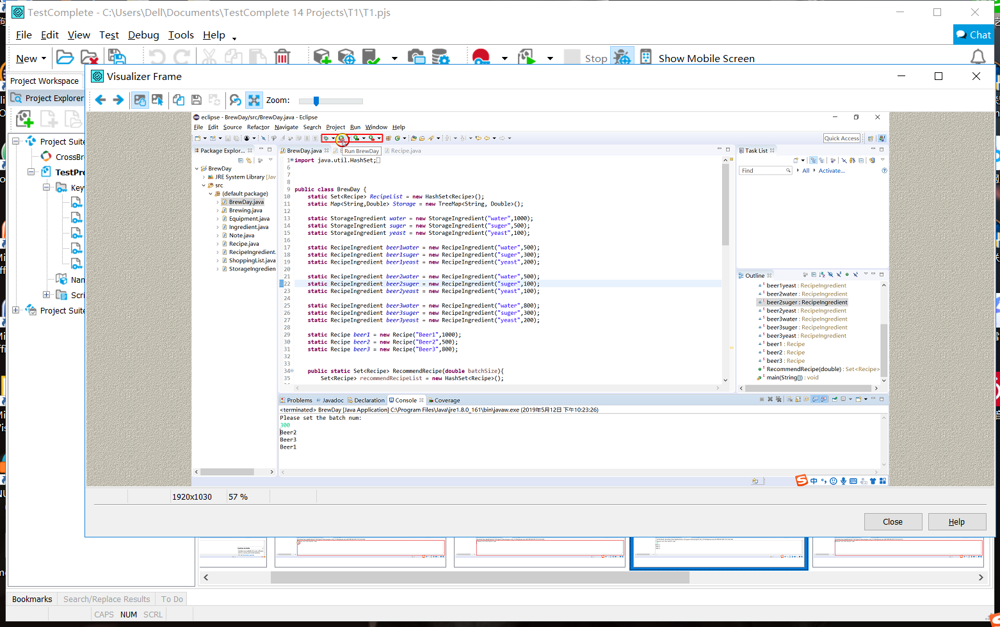 TestComplete - C:\Users\Dell\Documents\TestComplete 14 Projects\T1\T1.pjs
File Edit View Test Debug Tools Help
Chat
New
Stop
Show Mobile Screen
Project Workspace
Visualizer Frame
Project Explorer
Zoom:
Project Suite
CrossBr
TestPro
Key
Nam
Scri
Project Suite
eclipse - BrewDay/src/BrewDay.java - Eclipse
File Edit Source Refactor Navigate Search Project Run Window Help
Quick Access
Package Explor...
BrewDay.java
Run BrewDay
Recipe.java
Task List
BrewDay
JRE System Library [Jav
src
(default package)
BrewDay.java
Brewing.java
Equipment.java
Ingredient.java
Note.java
Recipe.java
RecipeIngredient.
ShoppingList.java
StorageIngredien
1 import java.util.HashSet;
6
7
8
9 public class BrewDay {
10 static Set<Recipe> RecipeList = new HashSet<Recipe>();
11 static Map<String,Double> Storage = new TreeMap<String, Double>();
12
13 static StorageIngredient water = new StorageIngredient("water",1000);
14 static StorageIngredient suger = new StorageIngredient("suger",500);
15 static StorageIngredient yeast = new StorageIngredient("yeast",100);
16
17 static RecipeIngredient beer1water = new RecipeIngredient("water",500);
18 static RecipeIngredient beer1suger = new RecipeIngredient("suger",300);
19 static RecipeIngredient beer1yeast = new RecipeIngredient("yeast",200);
20
21 static RecipeIngredient beer2water = new RecipeIngredient("water",500);
22 static RecipeIngredient beer2suger = new RecipeIngredient("suger",100);
23 static RecipeIngredient beer2yeast = new RecipeIngredient("yeast",100);
24
25 static RecipeIngredient beer3water = new RecipeIngredient("water",800);
26 static RecipeIngredient beer3suger = new RecipeIngredient("suger",300);
27 static RecipeIngredient beer3yeast = new RecipeIngredient("yeast",200);
28
29 static Recipe beer1 = new Recipe("Beer1",1000);
30 static Recipe beer2 = new Recipe("Beer2",500);
31 static Recipe beer3 = new Recipe("Beer3",800);
32
33
34 public static Set<Recipe> RecommendRecipe(double batchSize){
35 Set<Recipe> recommendRecipeList = new HashSet<Recipe>();
Find
All
Activate...
Outline
beer1yeast : RecipeIngredient
beer2water : RecipeIngredient
beer2suger : RecipeIngredient
beer2yeast : RecipeIngredient
beer3water : RecipeIngredient
beer3suger : RecipeIngredient
beer3yeast : RecipeIngredient
beer1 : Recipe
beer2 : Recipe
beer3 : Recipe
RecommendRecipe(double) : Set<Recipe>
main(String[]) : void
Problems Javadoc Declaration Console Coverage
<terminated> BrewDay [Java Application] C:\Program Files\Java\jre1.8.0_161\bin\javaw.exe (2019年5月12日 下午10:23:26)
Please set the batch num:
300
Beer2
Beer3
Beer1
中
1920x1030 57 %
Close
Help
Bookmarks Search/Replace Results To Do
CAPS NUM SCRL